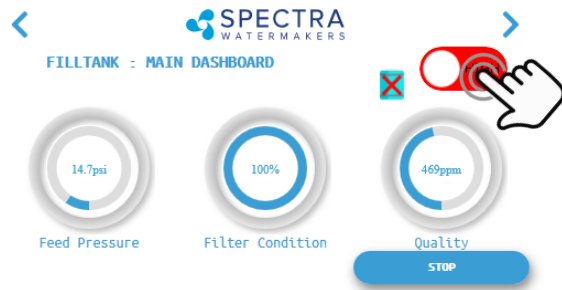 SPECTRA
WATERMAKERS
FILLTANK : MAIN DASHBOARD
14.7psi
100%
469ppm
Feed Pressure
Filter Condition
Quality
STOP